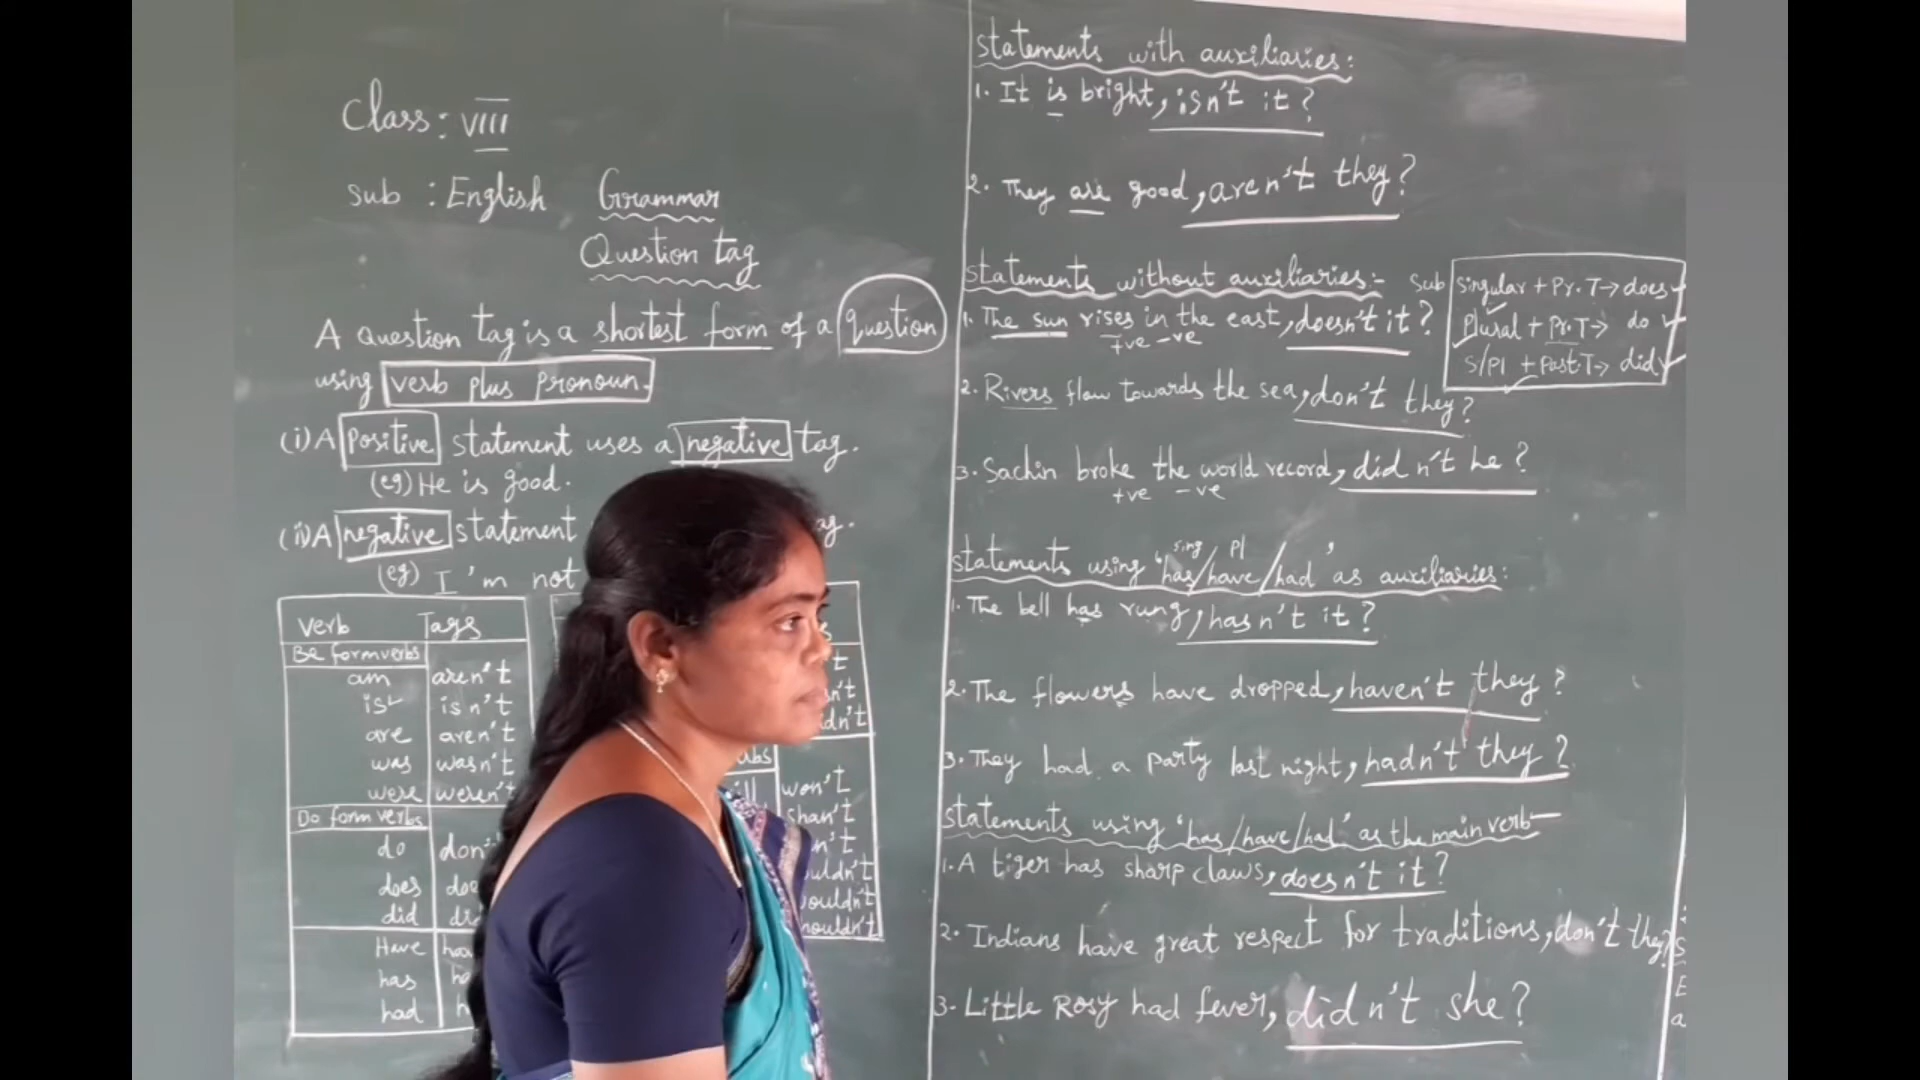 Class: VIII
Sub : English Grammar
Question tag
A Question tag is a shortest form of a question
using verb plus pronoun.
(i) A positive statement uses a negative tag.
(eg) He is good.
(ii) A negative statement
(eg) I'm not
Verb Tags
Be form verbs
am aren't
is isn't
are aren't
was wasn't
were weren't
Do form verbs
do
does
did
Have
has
had
won't
shan't
statements with auxiliaries:
1. It is bright, isn't it?
2. They are good, aren't they?
statements without auxiliaries:-
Sub Singular + Pr.T → does
Plural + Pr.T → do
S/Pl + past.T → did
1. The sun rises in the east, doesn't it?
+ve -ve
2. Rivers flow towards the sea, don't they?
3. Sachin broke the world record, didn't he?
+ve -ve
sing pl
statements using 'has/have/had' as auxiliaries:
1. The bell has rung, hasn't it?
2. The flowers have dropped, haven't they?
3. They had a party last night, hadn't they?
statements using 'has/have/had' as the main verb-
1. A tiger has sharp claws, doesn't it?
2. Indians have great respect for traditions, don't they?
3. Little Rosy had fever, didn't she?